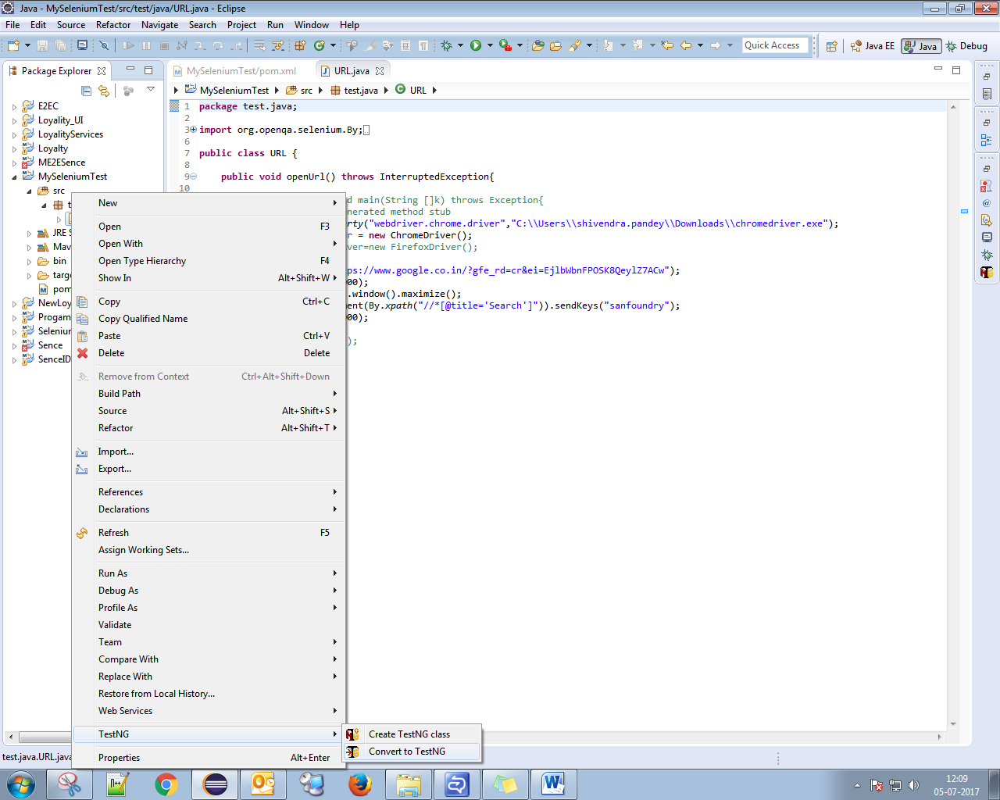 Java - MySeleniumTest/src/test/java/URL.java - Eclipse
File Edit Source Refactor Navigate Search Project Run Window Help
Quick Access Java EE Java Debug
Package Explorer
MySeleniumTest/pom.xml URL.java
MySeleniumTest src test.java URL
E2EC
Loyality_UI
LoyalityServices
Loyalty
ME2ESence
MySeleniumTest
src
JRE S
Mav
bin
targe
pom
NewLoy
Progam
Seleniur
Sence
SenceID
1 package test.java;
2
3 import org.openqa.selenium.By;
6
7 public class URL {
8
9 public void openUrl() throws InterruptedException{
10
d main(String []k) throws Exception{
nerated method stub
rty("webdriver.chrome.driver","C:\\Users\\shivendra.pandey\\Downloads\\chromedriver.exe");
r = new ChromeDriver();
ver=new FirefoxDriver();
ps://www.google.co.in/?gfe_rd=cr&ei=EjlbWbnFPOSK8QeylZ7ACw");
00);
.window().maximize();
ment(By.xpath("//*[@title='Search']")).sendKeys("sanfoundry");
00);
);
New
Open F3
Open With
Open Type Hierarchy F4
Show In Alt+Shift+W
Copy Ctrl+C
Copy Qualified Name
Paste Ctrl+V
Delete Delete
Remove from Context Ctrl+Alt+Shift+Down
Build Path
Source Alt+Shift+S
Refactor Alt+Shift+T
Import...
Export...
References
Declarations
Refresh F5
Assign Working Sets...
Run As
Debug As
Profile As
Validate
Team
Compare With
Replace With
Restore from Local History...
Web Services
TestNG
Properties Alt+Enter
Create TestNG class
Convert to TestNG
test.java.URL.java
12:09
05-07-2017